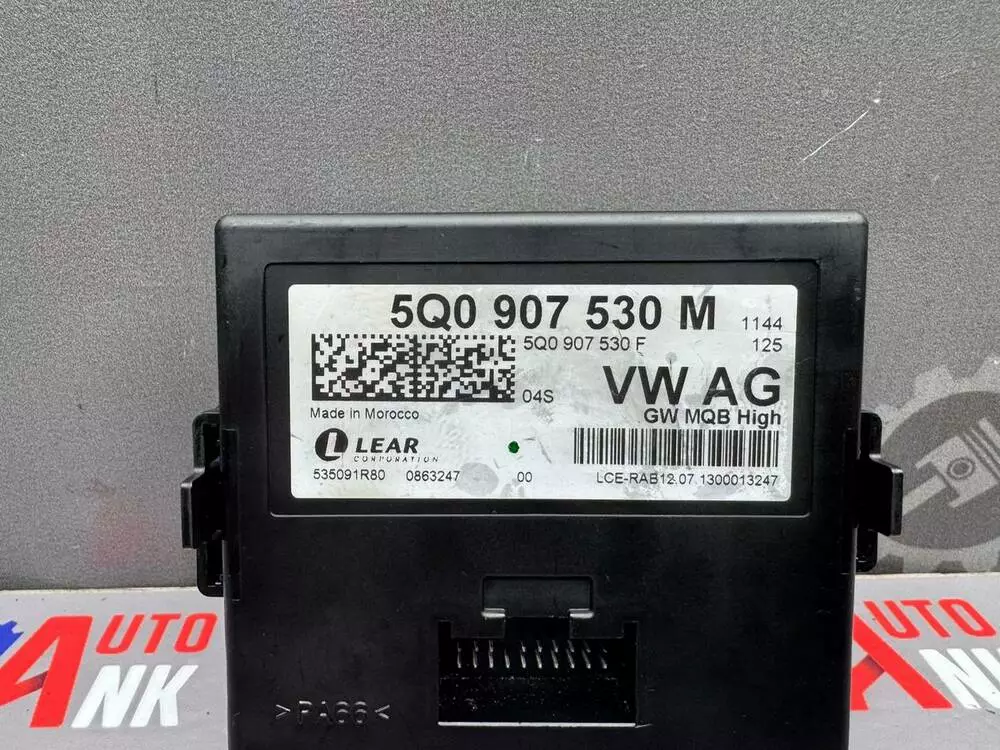 5Q0 907 530 M 1144
5Q0 907 530 F 125
04S VW AG
Made in Morocco GW MQB High
L LEAR
CORPORATION
535091R80 0863247 00 LCE-RAB12.07.1300013247
>PA66<
AUTO
ANK
AUTO
ANK